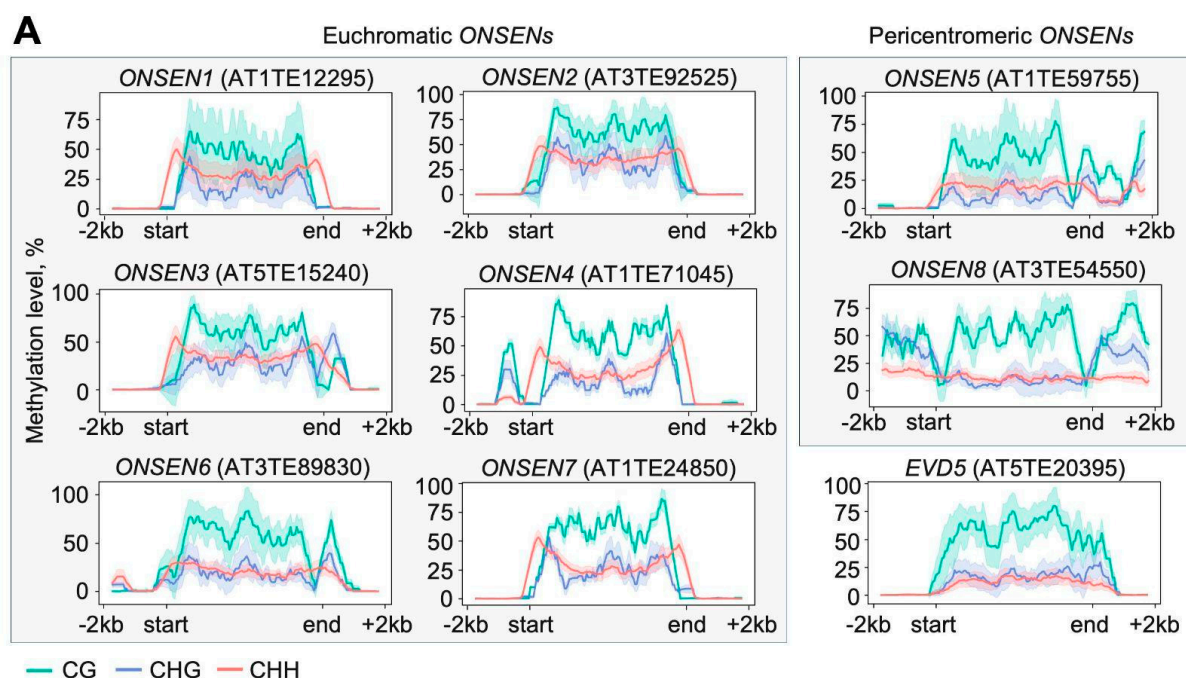 A
Euchromatic ONSENs
Pericentromeric ONSENs
Methylation level, %
ONSEN1 (AT1TE12295)
75
50
25
0
-2kb start end +2kb
ONSEN2 (AT3TE92525)
100
75
50
25
0
-2kb start end +2kb
ONSEN5 (AT1TE59755)
100
75
50
25
0
-2kb start end +2kb
ONSEN3 (AT5TE15240)
100
50
0
-2kb start end +2kb
ONSEN4 (AT1TE71045)
75
50
25
0
-2kb start end +2kb
ONSEN8 (AT3TE54550)
75
50
25
0
-2kb start end +2kb
ONSEN6 (AT3TE89830)
100
50
0
-2kb start end +2kb
ONSEN7 (AT1TE24850)
100
75
50
25
0
-2kb start end +2kb
EVD5 (AT5TE20395)
100
75
50
25
0
-2kb start end +2kb
CG CHG CHH